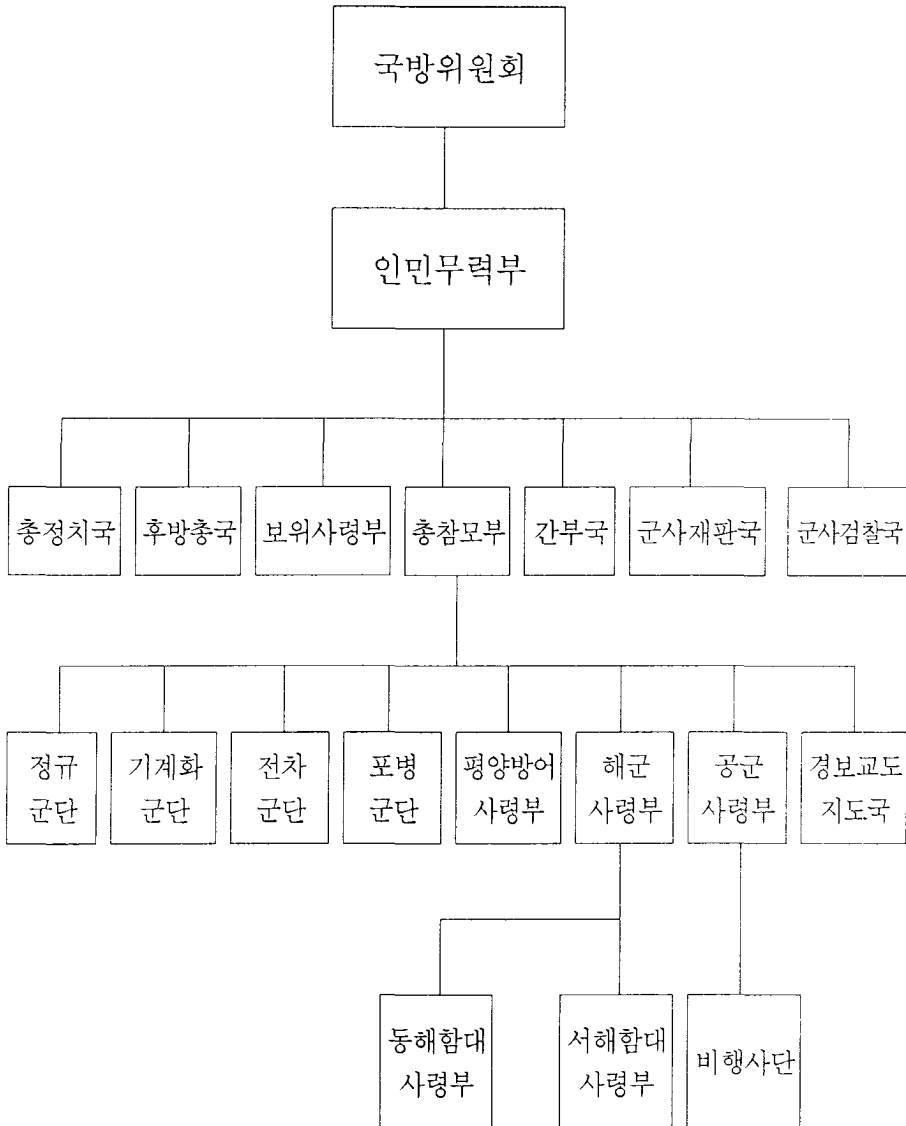 국방위원회
인민무력부
총정치국
후방총국
보위사령부
총참모부
간부국
군사재판국
군사검찰국
정규
군단
기계화
군단
전차
군단
포병
군단
평양방어
사령부
해군
사령부
공군
사령부
경보교도
지도국
동해함대
사령부
서해함대
사령부
비행사단